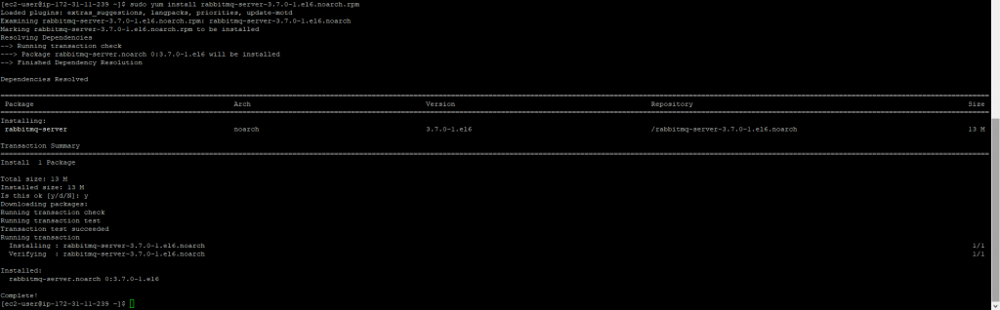 [ec2-user@ip-172-31-11-239 ~]$ sudo yum install rabbitmq-server-3.7.0-1.el6.noarch.rpm
Loaded plugins: extras_suggestions, langpacks, priorities, update-motd
Examining rabbitmq-server-3.7.0-1.el6.noarch.rpm: rabbitmq-server-3.7.0-1.el6.noarch
Marking rabbitmq-server-3.7.0-1.el6.noarch.rpm to be installed
Resolving Dependencies
--> Running transaction check
---> Package rabbitmq-server.noarch 0:3.7.0-1.el6 will be installed
--> Finished Dependency Resolution
Dependencies Resolved
Package Arch Version Repository Size
Installing:
rabbitmq-server noarch 3.7.0-1.el6 /rabbitmq-server-3.7.0-1.el6.noarch 13 M
Transaction Summary
Install 1 Package
Total size: 13 M
Installed size: 13 M
Is this ok [y/d/N]: y
Downloading packages:
Running transaction check
Running transaction test
Transaction test succeeded
Running transaction
Installing : rabbitmq-server-3.7.0-1.el6.noarch 1/1
Verifying : rabbitmq-server-3.7.0-1.el6.noarch 1/1
Installed:
rabbitmq-server.noarch 0:3.7.0-1.el6
Complete!
[ec2-user@ip-172-31-11-239 ~]$